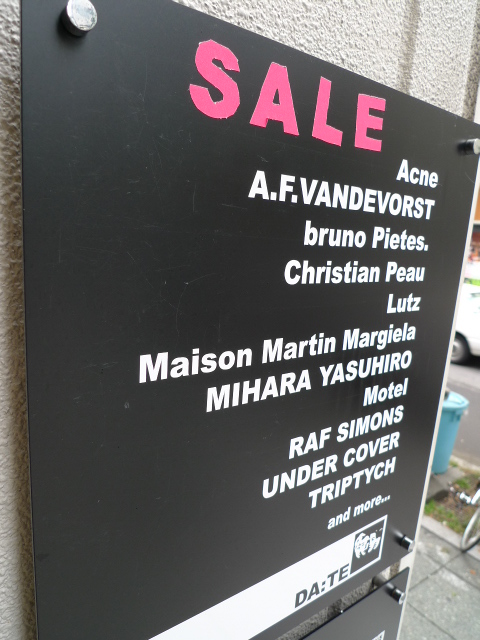 SALE
Acne
A.F.VANDEVORST
bruno Pietes.
Christian Peau
Lutz
Maison Martin Margiela
MIHARA YASUHIRO
Motel
RAF SIMONS
UNDER COVER
TRIPTYCH
and more...
DA:TE